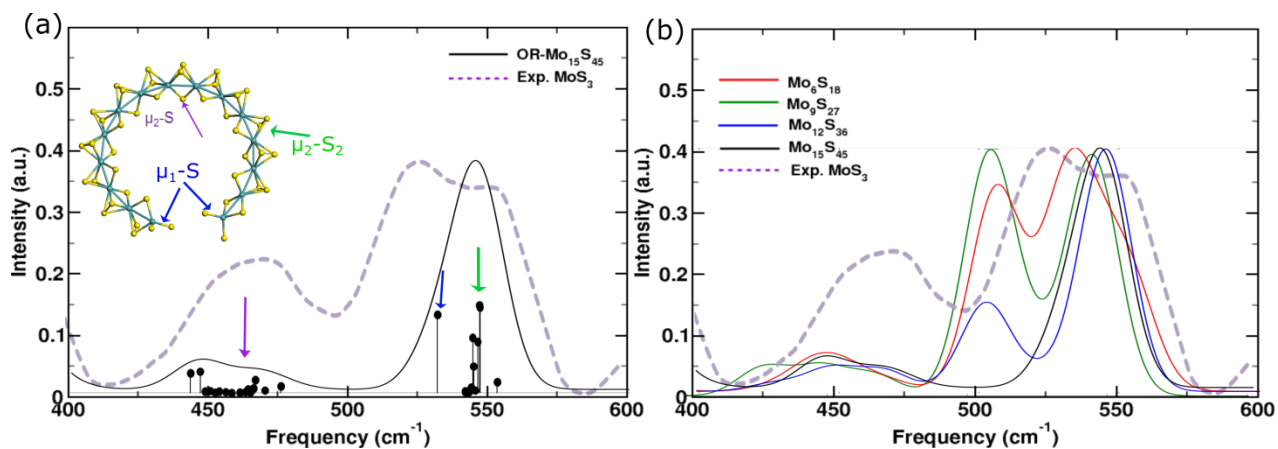 (a)
OR-Mo₁₅S₄₅
Exp. MoS₃
μ₂-S
μ₂-S₂
μ₁-S
Intensity (a.u.)
0.5
0.4
0.3
0.2
0.1
0
400
450
500
550
600
Frequency (cm⁻¹)
(b)
Mo₆S₁₈
Mo₉S₂₇
Mo₁₂S₃₆
Mo₁₅S₄₅
Exp. MoS₃
Intensity (a.u.)
0.5
0.4
0.3
0.2
0.1
0
400
450
500
550
600
Frequency (cm⁻¹)